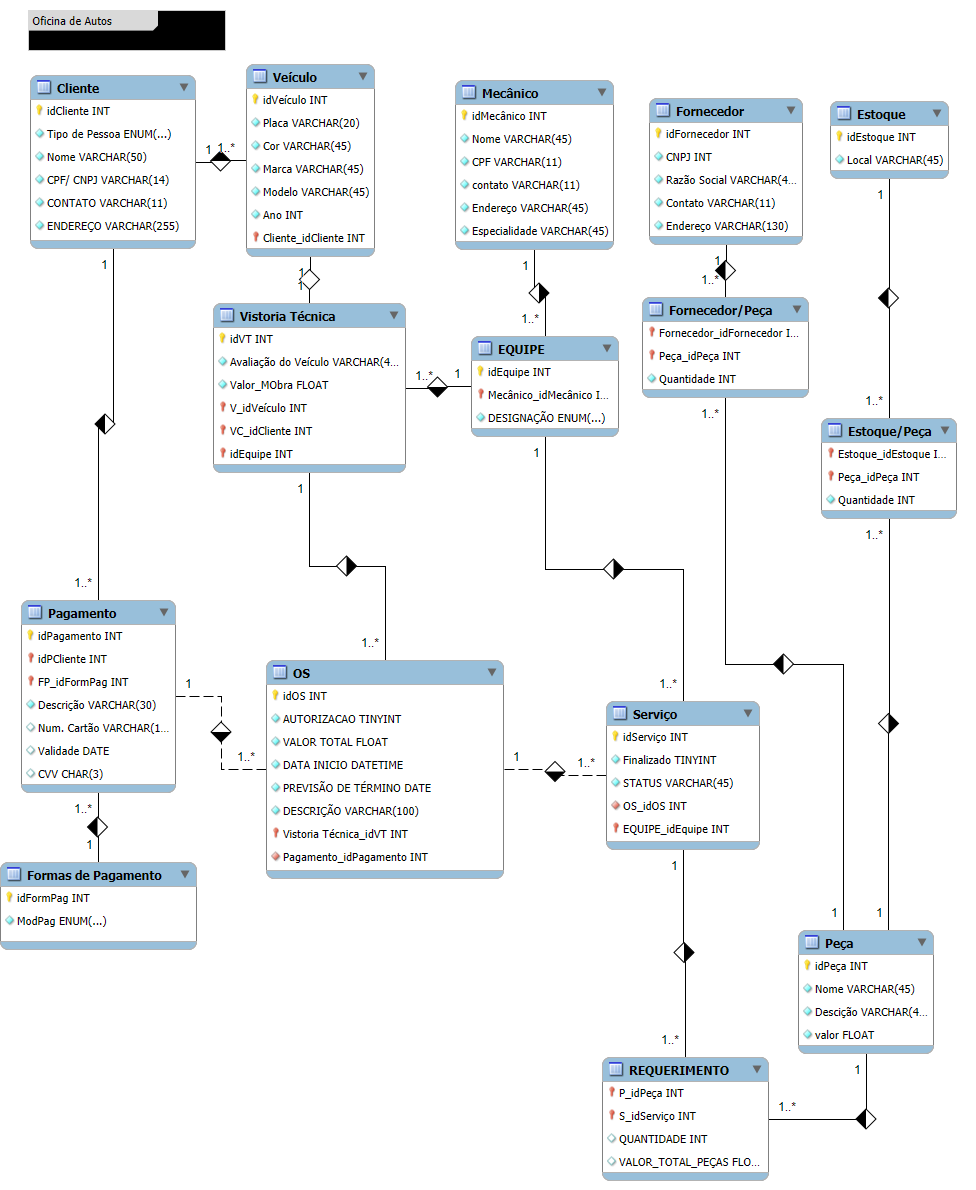 Oficina de Autos
Cliente
idCliente INT
Tipo de Pessoa ENUM(...)
Nome VARCHAR(50)
CPF/ CNPJ VARCHAR(14)
CONTATO VARCHAR(11)
ENDEREÇO VARCHAR(255)
1
1..*
Veículo
idVeículo INT
Placa VARCHAR(20)
Cor VARCHAR(45)
Marca VARCHAR(45)
Modelo VARCHAR(45)
Ano INT
Cliente_idCliente INT
Mecânico
idMecânico INT
Nome VARCHAR(45)
CPF VARCHAR(11)
contato VARCHAR(11)
Endereço VARCHAR(45)
Especialidade VARCHAR(45)
Fornecedor
idFornecedor INT
CNPJ INT
Razão Social VARCHAR(4...
Contato VARCHAR(11)
Endereço VARCHAR(130)
Estoque
idEstoque INT
Local VARCHAR(45)
1
1
1
1
1..*
1
1..*
1
1..*
Vistoria Técnica
idVT INT
Avaliação do Veículo VARCHAR(4...
Valor_MObra FLOAT
V_idVeículo INT
VC_idCliente INT
idEquipe INT
1..*
1
EQUIPE
idEquipe INT
Mecânico_idMecânico I...
DESIGNAÇÃO ENUM(...)
Fornecedor/Peça
Fornecedor_idFornecedor I...
Peça_idPeça INT
Quantidade INT
Estoque/Peça
Estoque_idEstoque I...
Peça_idPeça INT
Quantidade INT
1
1
1..*
1..*
1..*
1..*
1..*
Pagamento
idPagamento INT
idPCliente INT
FP_idFormPag INT
Descrição VARCHAR(30)
Num. Cartão VARCHAR(1...
Validade DATE
CVV CHAR(3)
1
1..*
1..*
1
Formas de Pagamento
idFormPag INT
ModPag ENUM(...)
OS
idOS INT
AUTORIZACAO TINYINT
VALOR TOTAL FLOAT
DATA INICIO DATETIME
PREVISÃO DE TÉRMINO DATE
DESCRIÇÃO VARCHAR(100)
Vistoria Técnica_idVT INT
Pagamento_idPagamento INT
1
1..*
Serviço
idServiço INT
Finalizado TINYINT
STATUS VARCHAR(45)
OS_idOS INT
EQUIPE_idEquipe INT
1
1..*
1
1
Peça
idPeça INT
Nome VARCHAR(45)
Descição VARCHAR(4...
valor FLOAT
1
1..*
REQUERIMENTO
P_idPeça INT
S_idServiço INT
QUANTIDADE INT
VALOR_TOTAL_PEÇAS FLO...